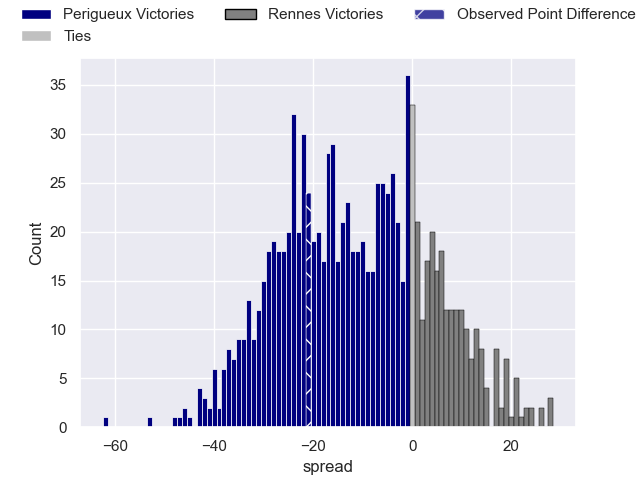 Perigueux Victories
Rennes Victories
Observed Point Difference
Ties
35
30
25
20
15
10
5
0
Count
−60
−40
−20
0
20
spread